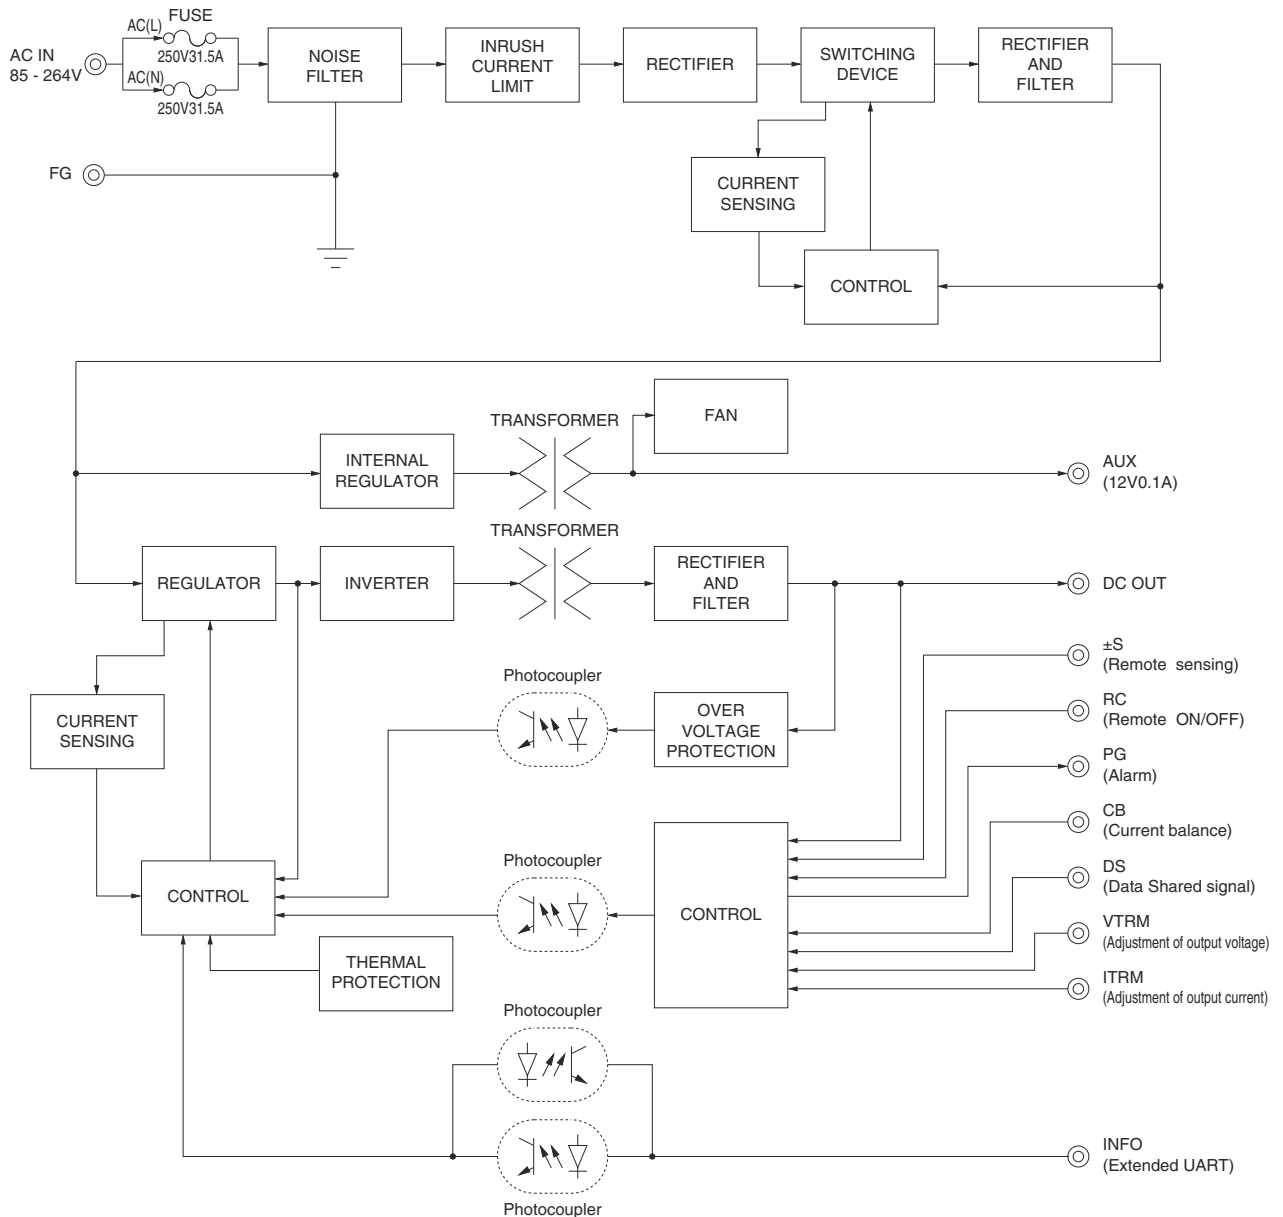 FUSE
AC(L)
AC IN
85 - 264V
250V31.5A
AC(N)
250V31.5A
NOISE
FILTER
INRUSH
CURRENT
LIMIT
RECTIFIER
SWITCHING
DEVICE
RECTIFIER
AND
FILTER
FG
CURRENT
SENSING
CONTROL
FAN
TRANSFORMER
INTERNAL
REGULATOR
AUX
(12V0.1A)
TRANSFORMER
REGULATOR
INVERTER
RECTIFIER
AND
FILTER
DC OUT
±S
(Remote sensing)
Photocoupler
OVER
VOLTAGE
PROTECTION
RC
(Remote ON/OFF)
CURRENT
SENSING
PG
(Alarm)
CB
(Current balance)
Photocoupler
DS
(Data Shared signal)
CONTROL
CONTROL
VTRM
(Adjustment of output voltage)
THERMAL
PROTECTION
ITRM
(Adjustment of output current)
Photocoupler
INFO
(Extended UART)
Photocoupler